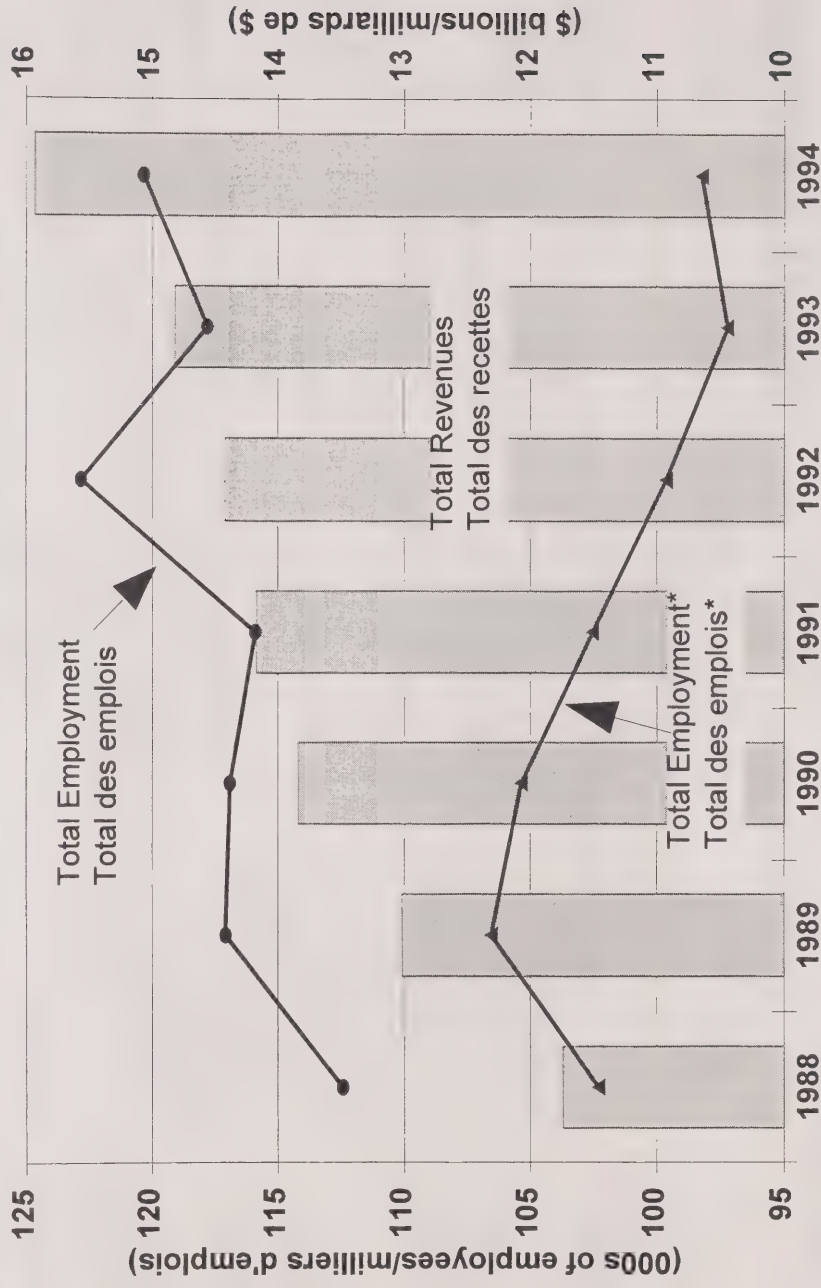 16
15
14
13
12
11
10
($ billions/milliards de $)
125
120
115
110
105
100
95
(000s of employees/milliers d'emplois)
Total Employment
Total des emplois
Total Revenues
Total des recettes
Total Employment*
Total des emplois*
1988
1989
1990
1991
1992
1993
1994